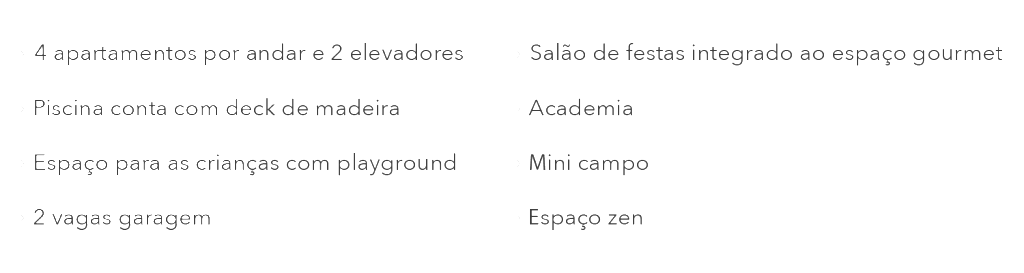 4 apartamentos por andar e 2 elevadores
Piscina conta com deck de madeira
Espaço para as crianças com playground
2 vagas garagem
Salão de festas integrado ao espaço gourmet
Academia
Mini campo
Espaço zen